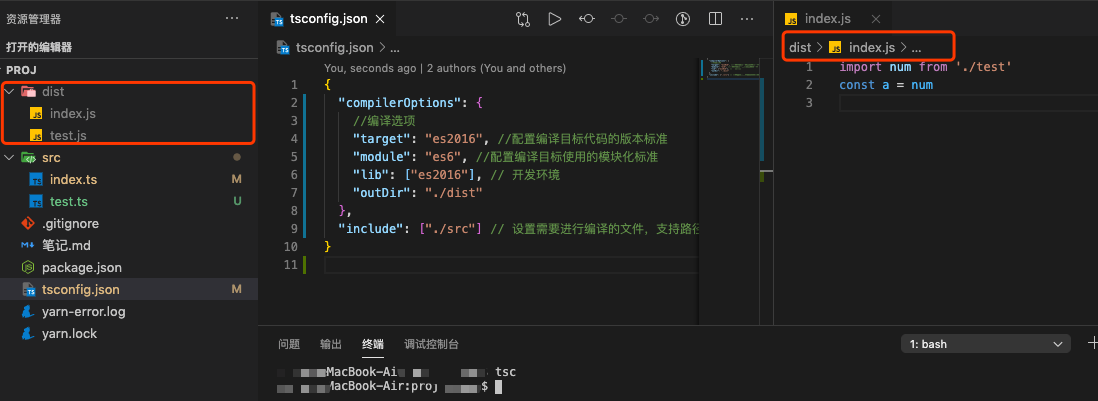 资源管理器
打开的编辑器
PROJ
dist
index.js
test.js
src
index.ts M
test.ts U
.gitignore
笔记.md
package.json
tsconfig.json M
yarn-error.log
yarn.lock
tsconfig.json
tsconfig.json > ...
You, seconds ago | 2 authors (You and others)
1 {
2 "compilerOptions": {
3 //编译选项
4 "target": "es2016", //配置编译目标代码的版本标准
5 "module": "es6", //配置编译目标使用的模块化标准
6 "lib": ["es2016"], // 开发环境
7 "outDir": "./dist"
8 },
9 "include": ["./src"] // 设置需要进行编译的文件，支持路径
10 }
11
index.js
dist > index.js > ...
1 import num from './test'
2 const a = num
3
问题 输出 终端 调试控制台
1: bash
MacBook-Ai tsc
MacBook-Air:proj $